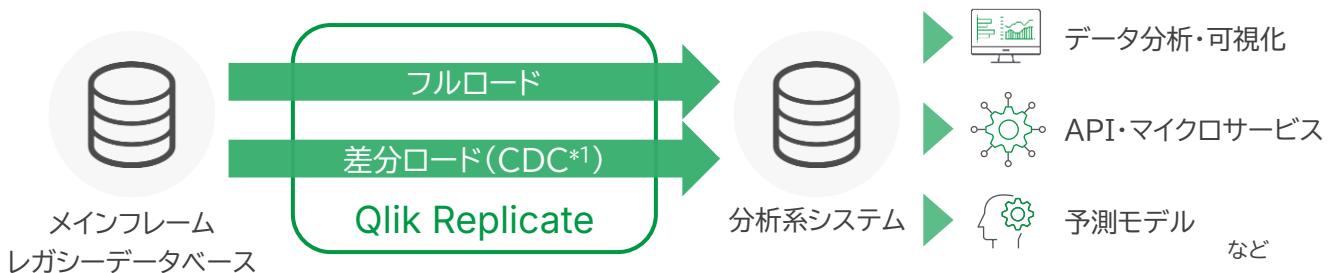 フルロード
差分ロード(CDC*1)
Qlik Replicate
メインフレーム
レガシーデータベース
分析系システム
データ分析・可視化
API・マイクロサービス
予測モデル
など